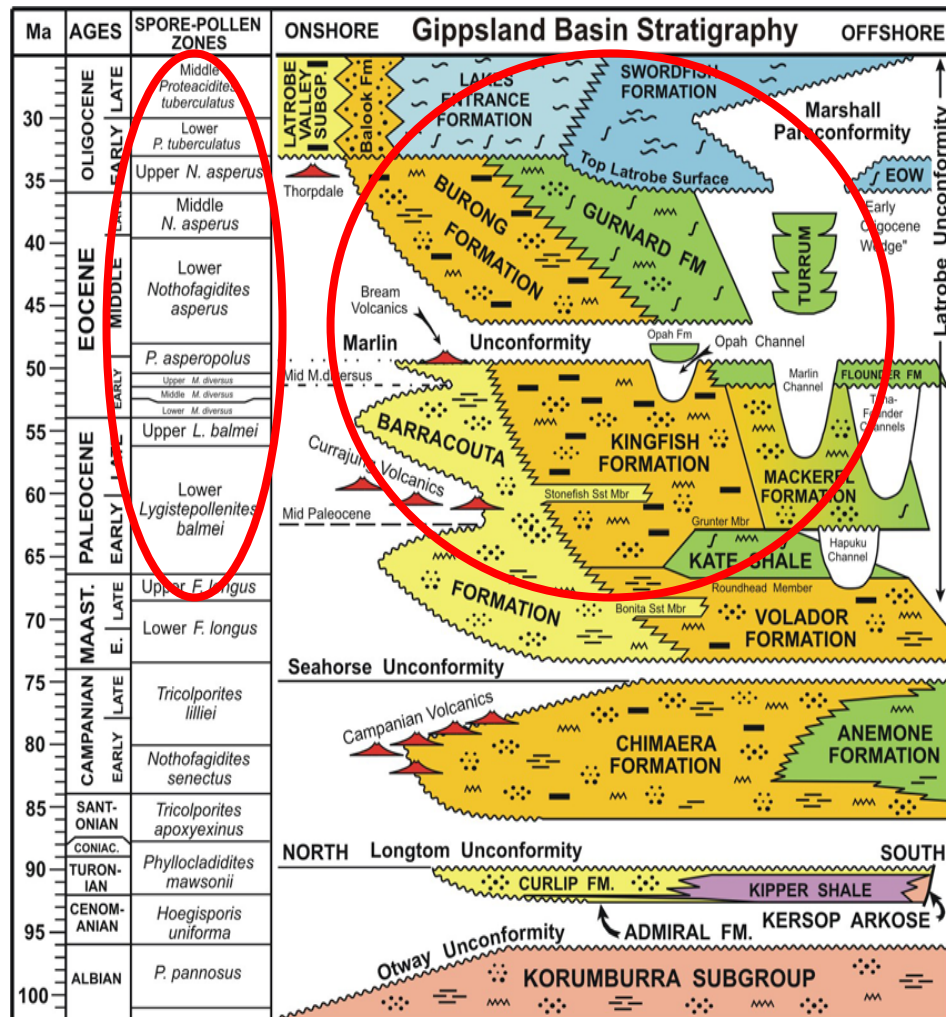 Ma
AGES
SPORE-POLLEN
ZONES
ONSHORE
Gippsland Basin Stratigraphy
OFFSHORE
30
35
40
45
50
55
60
65
70
75
80
85
90
95
100
OLIGOCENE
LATE
EARLY
EOCENE
MIDDLE
EARLY
PALEOCENE
LATE
EARLY
MAAST.
LATE
E.
CAMPANIAN
LATE
EARLY
SANT-
ONIAN
CONIAC.
TURON-
IAN
CENOM-
ANIAN
ALBIAN
Middle
Proteacidites
tuberculatus
Lower
P. tuberculatus
Upper N. asperus
Middle
N. asperus
Lower
Nothofagidites
asperus
P. asperopolus
Upper M. diversus
Middle M. diversus
Lower M. diversus
Upper L. balmei
Lower
Lygistepollenites
balmei
Upper F. longus
Lower F. longus
Tricolporites
lilliei
Nothofagidites
senectus
Tricolporites
apoxyexinus
Phyllocladidites
mawsonii
Hoegisporis
uniforma
P. pannosus
LATROBE
VALLEY
SUBGP.
Balook Fm
LAKES
ENTRANCE
FORMATION
SWORDFISH
FORMATION
Marshall
Paraconformity
Thorpdale
Top Latrobe Surface
EOW
"Early
Oligocene
Wedge"
BURONG
FORMATION
GURNARD FM
TURRUM
Latrobe Unconformity
Bream
Volcanics
Marlin Unconformity
Opah Fm
Opah Channel
Mid M.diversus
Marlin
Channel
FLOUNDER FM
Tuna-
Flounder
Channels
BARRACOUTA
FORMATION
KINGFISH
FORMATION
MACKEREL
FORMATION
Currajung Volcanics
Stonefish Sst Mbr
Mid Paleocene
Grunter Mbr
KATE SHALE
Hapuku
Channel
Roundhead Member
Bonita Sst Mbr
VOLADOR
FORMATION
Seahorse Unconformity
Campanian Volcanics
CHIMAERA
FORMATION
ANEMONE
FORMATION
NORTH
Longtom Unconformity
SOUTH
CURLIP FM.
KIPPER SHALE
ADMIRAL FM.
KERSOP ARKOSE
Otway Unconformity
KORUMBURRA SUBGROUP